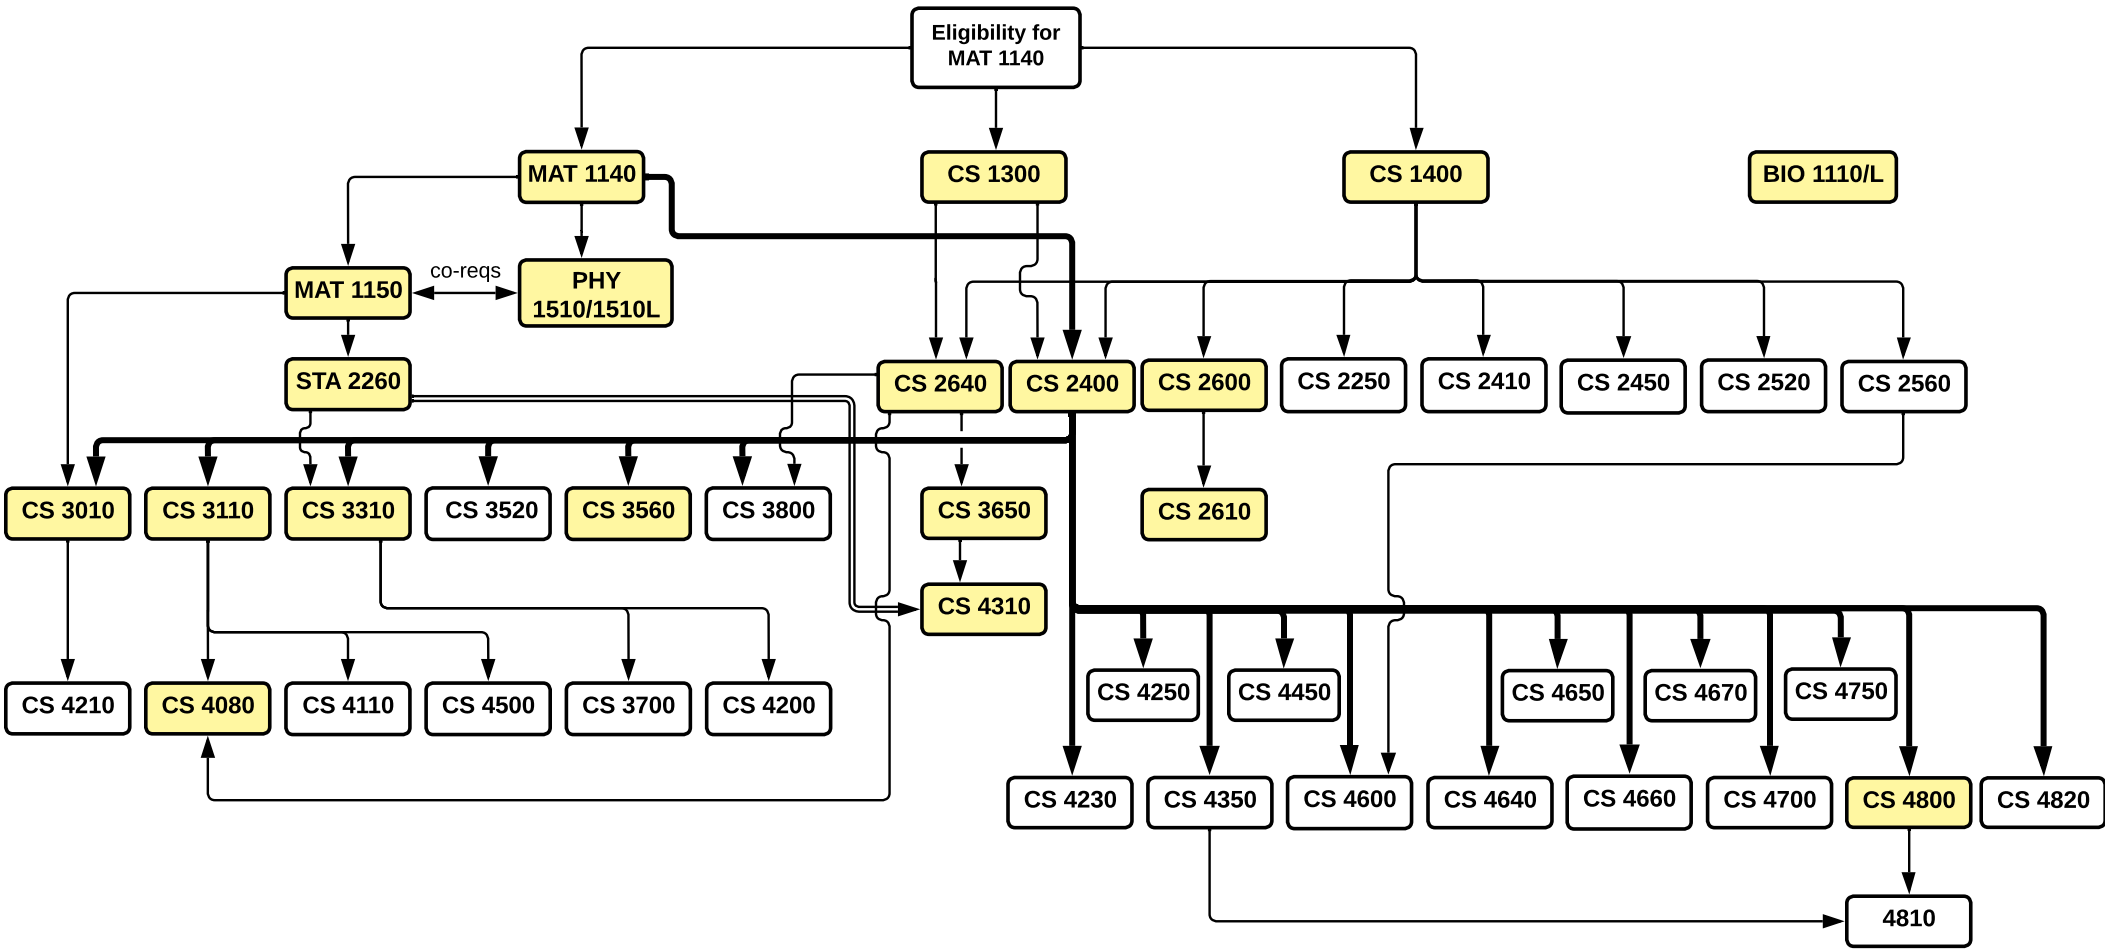 Eligibility for
MAT 1140
MAT 1140
CS 1300
CS 1400
BIO 1110/L
MAT 1150
co-reqs
PHY
1510/1510L
STA 2260
CS 2640
CS 2400
CS 2600
CS 2250
CS 2410
CS 2450
CS 2520
CS 2560
CS 3010
CS 3110
CS 3310
CS 3520
CS 3560
CS 3800
CS 3650
CS 2610
CS 4310
CS 4210
CS 4080
CS 4110
CS 4500
CS 3700
CS 4200
CS 4250
CS 4450
CS 4650
CS 4670
CS 4750
CS 4230
CS 4350
CS 4600
CS 4640
CS 4660
CS 4700
CS 4800
CS 4820
4810